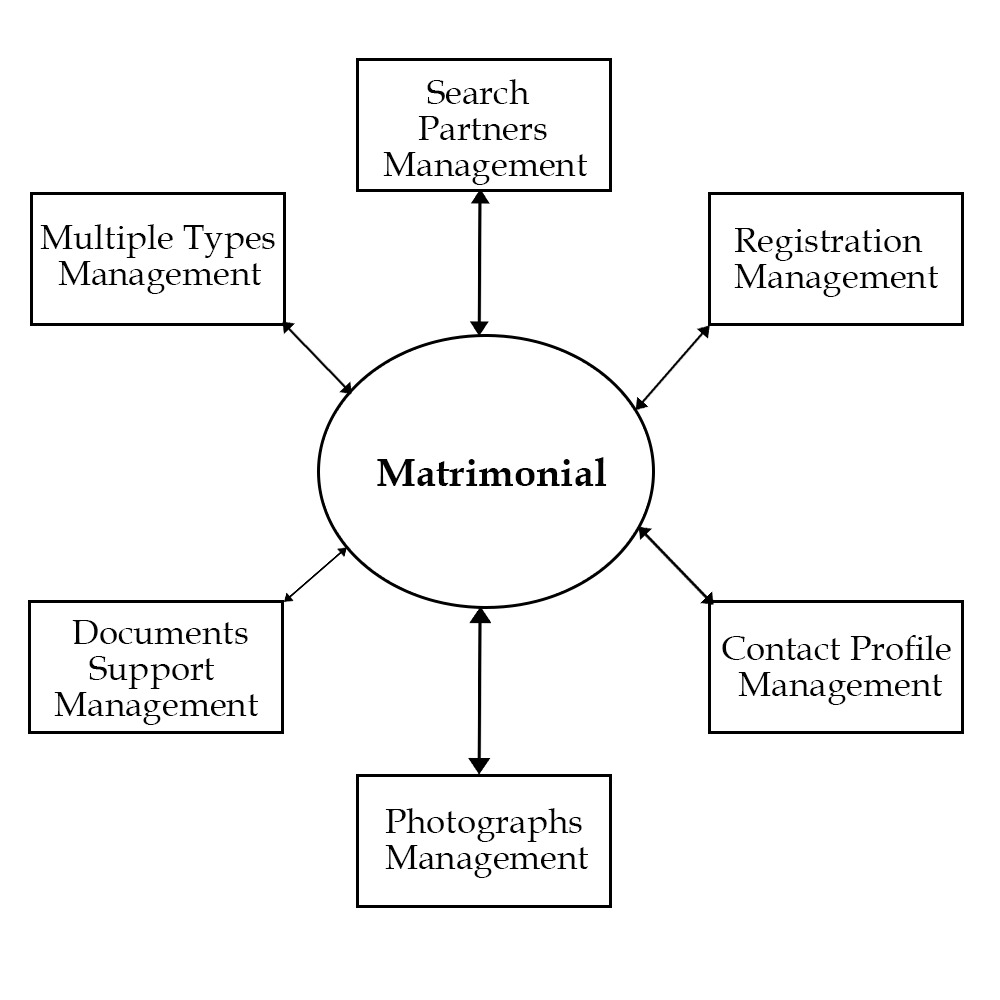 Search
Partners
Management
Multiple Types
Management
Registration
Management
Matrimonial
Documents
Support
Management
Contact Profile
Management
Photographs
Management